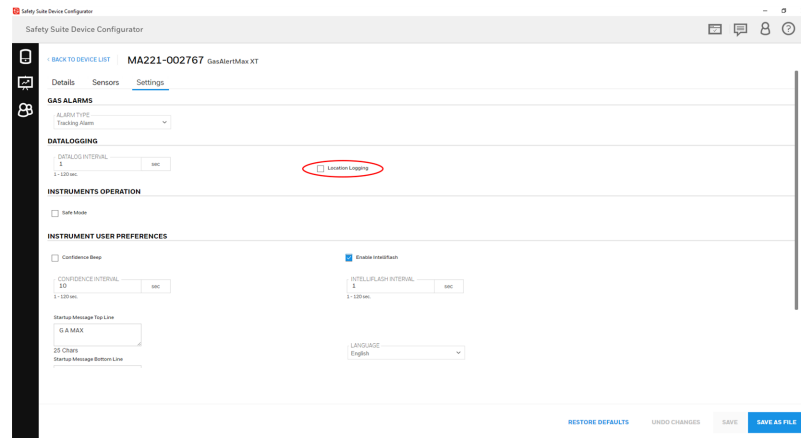 Safety Suite Device Configurator
Safety Suite Device Configurator
< BACK TO DEVICE LIST
MA221-002767 GasAlertMax XT
Details Sensors Settings
GAS ALARMS
ALARM TYPE
Tracking Alarm
DATALOGGING
DATALOG INTERVAL
1 sec
1 - 120 sec.
Location Logging
INSTRUMENTS OPERATION
Safe Mode
INSTRUMENT USER PREFERENCES
Confidence Beep
Enable Intelliflash
CONFIDENCE INTERVAL
10 sec
1 - 120 sec.
INTELLIFLASH INTERVAL
1 sec
1 - 120 sec.
Startup Message Top Line
G A MAX
25 Chars
LANGUAGE
English
Startup Message Bottom Line
RESTORE DEFAULTS UNDO CHANGES SAVE SAVE AS FILE